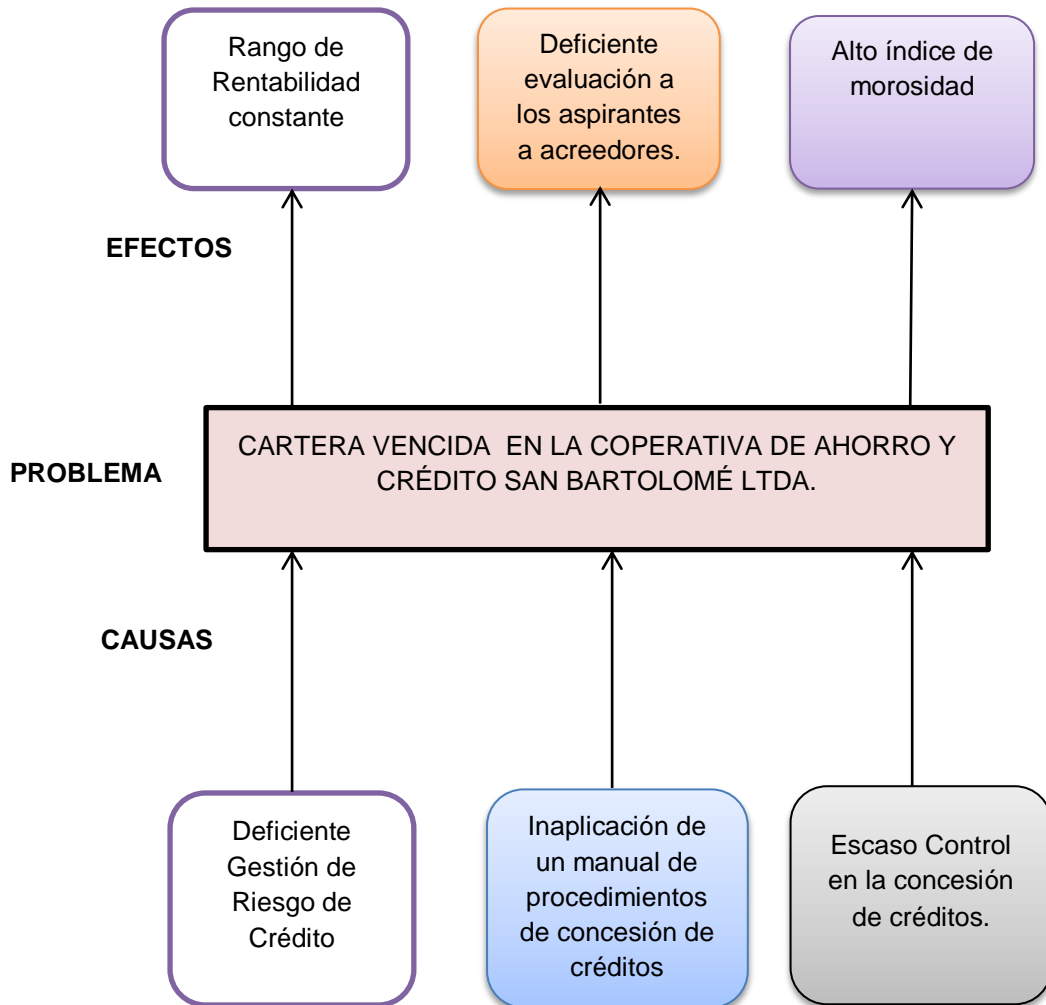 Rango de
Rentabilidad
constante
Deficiente
evaluación a
los aspirantes
a acreedores.
Alto índice de
morosidad
EFECTOS
PROBLEMA
CARTERA VENCIDA  EN LA COPERATIVA DE AHORRO Y
CRÉDITO SAN BARTOLOMÉ LTDA.
CAUSAS
Deficiente
Gestión de
Riesgo de
Crédito
Inaplicación de
un manual de
procedimientos
de concesión de
créditos
Escaso Control
en la concesión
de créditos.